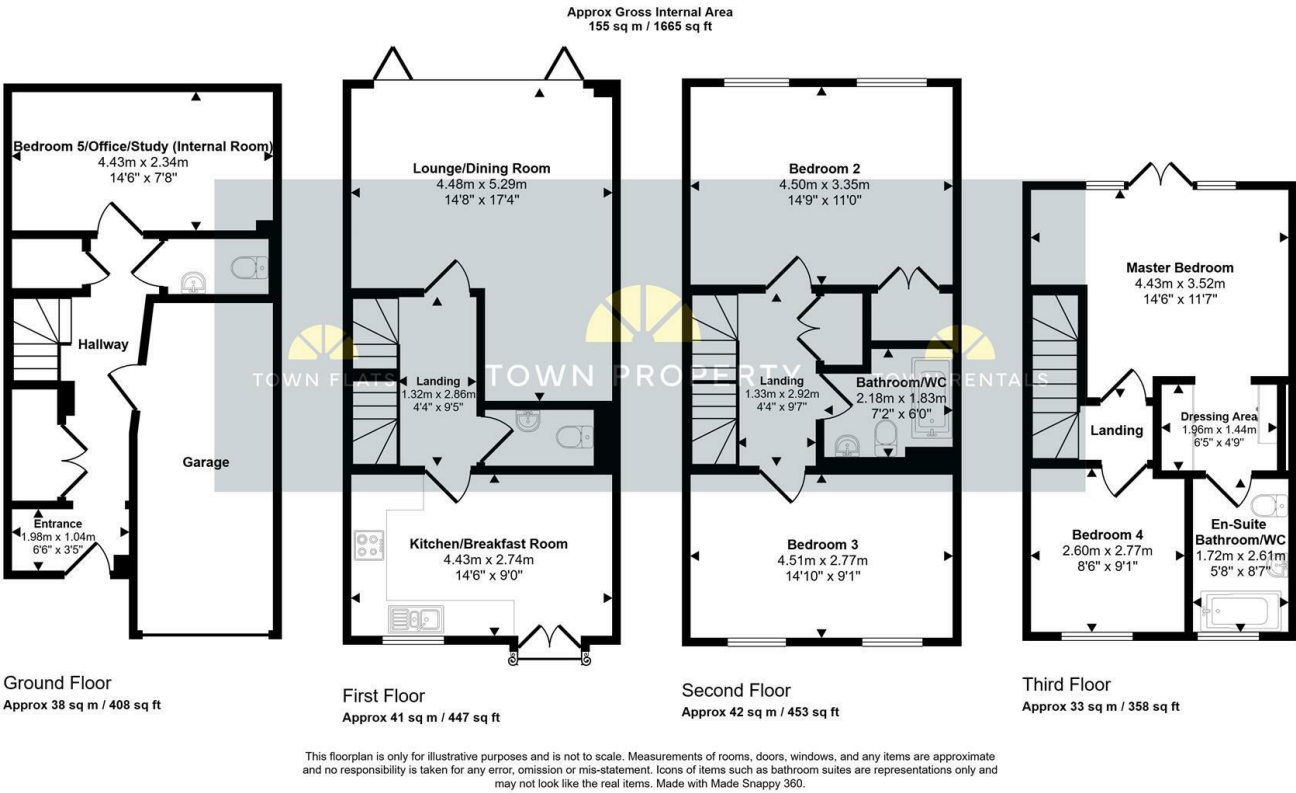 Approx Gross Internal Area
155 sq m / 1665 sq ft
Bedroom 5/Office/Study (Internal Room)
4.43m x 2.34m
14'6" x 7'8"
Hallway
Garage
Entrance
1.98m x 1.04m
6'6" x 3'5"
Ground Floor
Approx 38 sq m / 408 sq ft
Lounge/Dining Room
4.48m x 5.29m
14'8" x 17'4"
Landing
1.32m x 2.86m
4'4" x 9'5"
Kitchen/Breakfast Room
4.43m x 2.74m
14'6" x 9'0"
First Floor
Approx 41 sq m / 447 sq ft
Bedroom 2
4.50m x 3.35m
14'9" x 11'0"
Landing
1.33m x 2.92m
4'4" x 9'7"
Bathroom/WC
2.18m x 1.83m
7'2" x 6'0"
Bedroom 3
4.51m x 2.77m
14'10" x 9'1"
Second Floor
Approx 42 sq m / 453 sq ft
Master Bedroom
4.43m x 3.52m
14'6" x 11'7"
Dressing Area
1.96m x 1.44m
6'5" x 4'9"
Landing
Bedroom 4
2.60m x 2.77m
8'6" x 9'1"
En-Suite
Bathroom/WC
1.72m x 2.61m
5'8" x 8'7"
Third Floor
Approx 33 sq m / 358 sq ft
TOWN FLATS
TOWN PROPERTY
TOWN RENTALS
This floorplan is only for illustrative purposes and is not to scale. Measurements of rooms, doors, windows, and any items are approximate
and no responsibility is taken for any error, omission or mis-statement. Icons of items such as bathroom suites are representations only and
may not look like the real items. Made with Made Snappy 360.